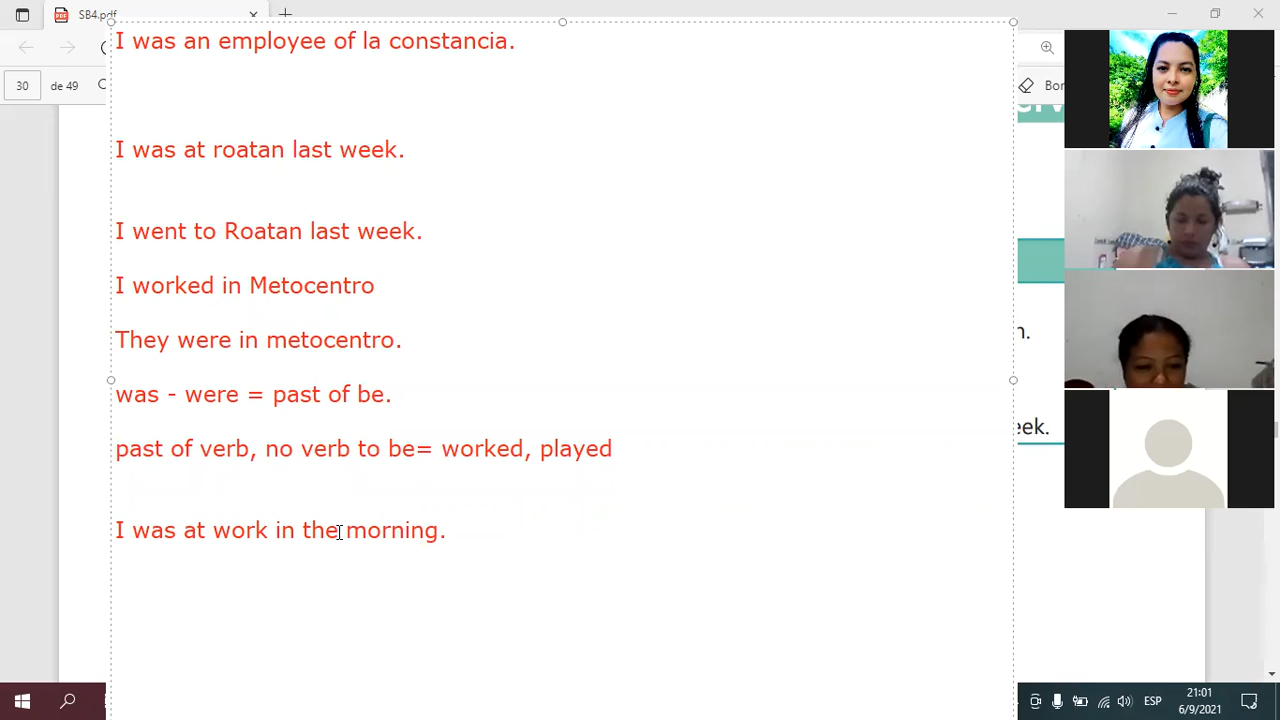 SB4.p
30 de 49
Bor
I was an employee of la constancia.
I was at roatan last week.
I went to Roatan last week.
I worked in Metocentro
They were in metocentro.
was - were = past of be.
past of verb, no verb to be= worked, played
I was at work in the morning.
n.
eek.
ESP
21:01
6/9/2021